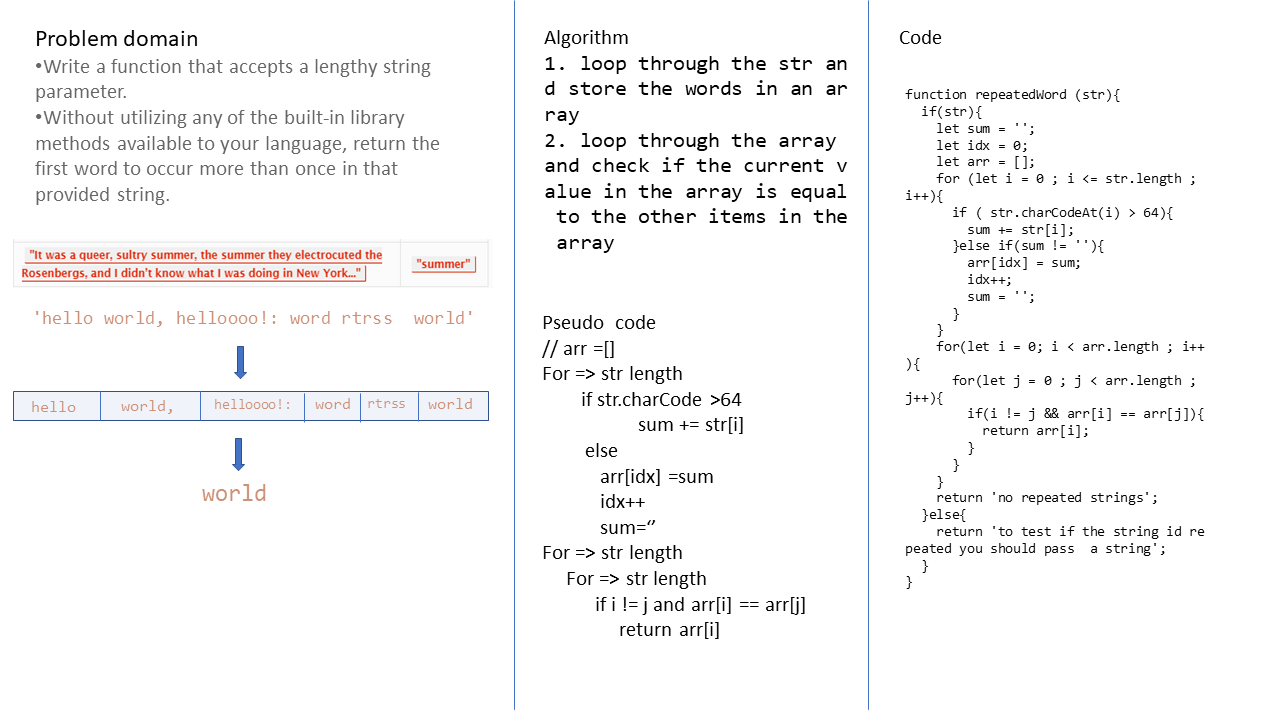 Problem domain
•Write a function that accepts a lengthy string
parameter.
•Without utilizing any of the built-in library
methods available to your language, return the
first word to occur more than once in that
provided string.
"It was a queer, sultry summer, the summer they electrocuted the
Rosenbergs, and I didn't know what I was doing in New York..."
"summer"
'hello world, helloooo!: word rtrss  world'
hello
world,
helloooo!:
word
rtrss
world
world
Algorithm
1. loop through the str an
d store the words in an ar
ray
2. loop through the array
and check if the current v
alue in the array is equal
 to the other items in the
 array
Pseudo  code
// arr =[]
For => str length
if str.charCode >64
sum += str[i]
else
arr[idx] =sum
idx++
sum=‘’
For => str length
For => str length
if i != j and arr[i] == arr[j]
return arr[i]
Code
function repeatedWord (str){
  if(str){
    let sum = '';
    let idx = 0;
    let arr = [];
    for (let i = 0 ; i <= str.length ;
i++){
      if ( str.charCodeAt(i) > 64){
        sum += str[i];
      }else if(sum != ''){
        arr[idx] = sum;
        idx++;
        sum = '';
      }
    }
    for(let i = 0; i < arr.length ; i++
){
      for(let j = 0 ; j < arr.length ;
j++){
        if(i != j && arr[i] == arr[j]){
          return arr[i];
        }
      }
    }
    return 'no repeated strings';
  }else{
    return 'to test if the string id re
peated you should pass  a string';
  }
}